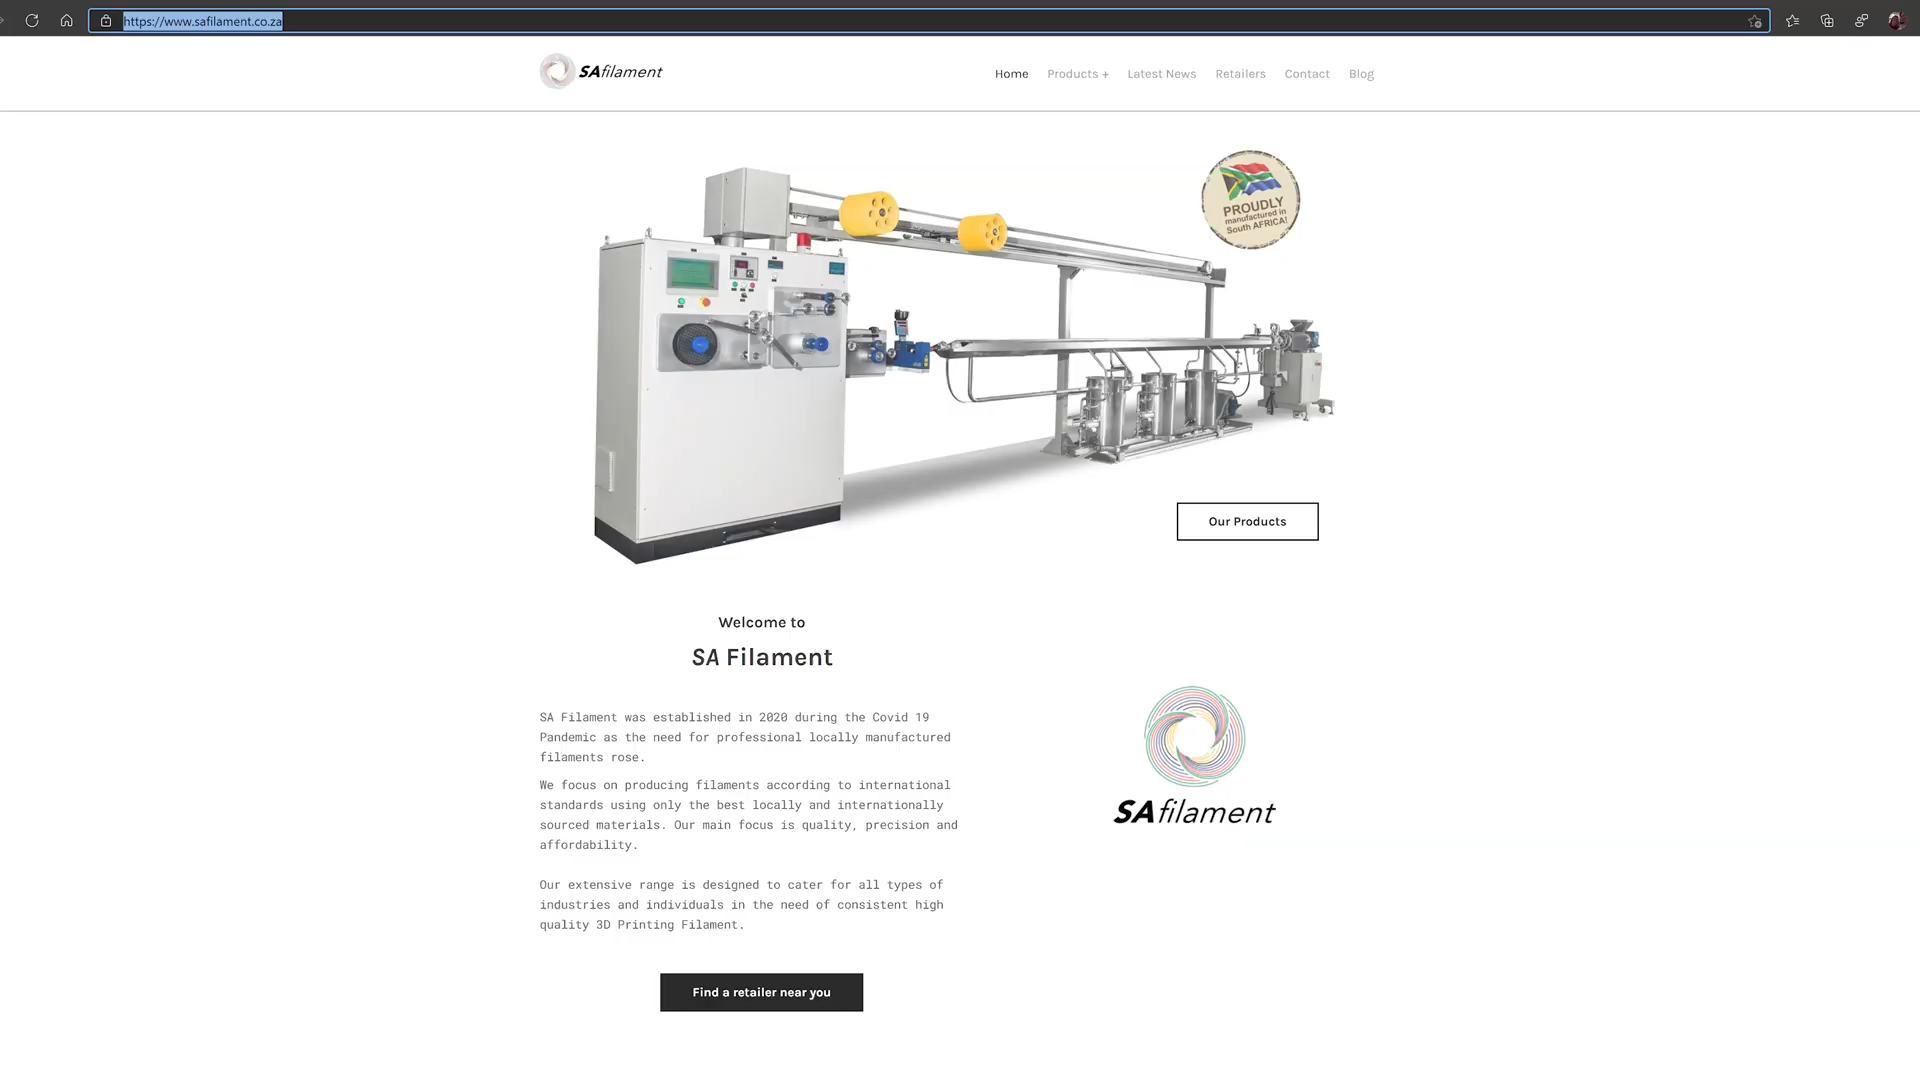 https://www.safilament.co.za
SAfilament
Home Products + Latest News Retailers Contact Blog
PROUDLY
manufactured in
South AFRICA!
Our Products
Welcome to
SA Filament
SA Filament was established in 2020 during the Covid 19
Pandemic as the need for professional locally manufactured
filaments rose.
We focus on producing filaments according to international
standards using only the best locally and internationally
sourced materials. Our main focus is quality, precision and
affordability.
Our extensive range is designed to cater for all types of
industries and individuals in the need of consistent high
quality 3D Printing Filament.
SAfilament
Find a retailer near you